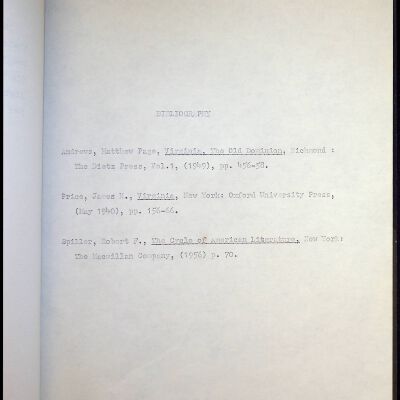 BIBLIOGRAPHY
Andrews, Matthew Page, Virginia, The Old Dominion, Richmond :
The Dietz Press, Vol.1, (1949), pp. 456-58.
Price, James M., Virginia, New York: Oxford University Press,
(May 1940), pp. 156-66.
Spiller, Robert F., The Cycle of American Literature, New York:
The Macmillan Company, (1956) p. 70.